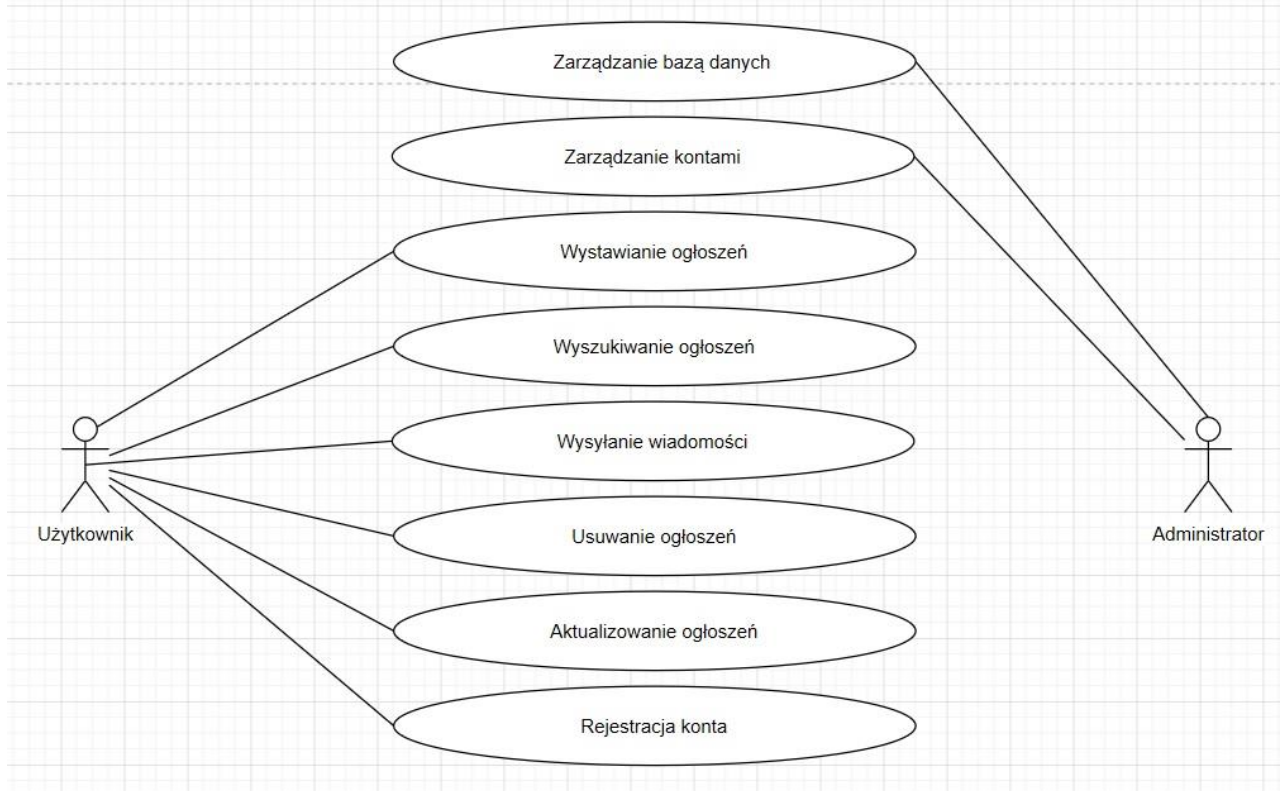 Zarządzanie bazą danych
Zarządzanie kontami
Wystawianie ogłoszeń
Wyszukiwanie ogłoszeń
Wysyłanie wiadomości
Usuwanie ogłoszeń
Użytkownik
Administrator
Aktualizowanie ogłoszeń
Rejestracja konta